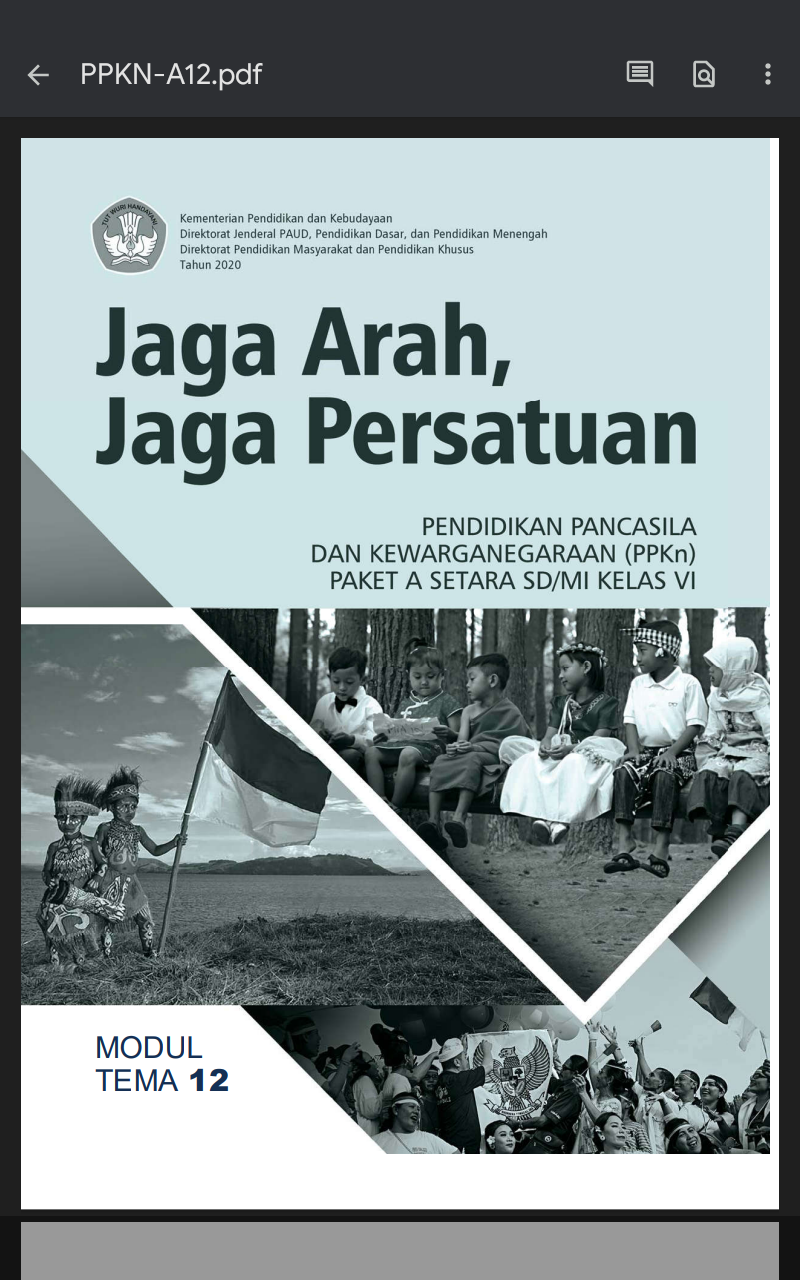 PPKN-A12.pdf
TUT WURI HANDAYANI
Kementerian Pendidikan dan Kebudayaan
Direktorat Jenderal PAUD, Pendidikan Dasar, dan Pendidikan Menengah
Direktorat Pendidikan Masyarakat dan Pendidikan Khusus
Tahun 2020
Jaga Arah,
Jaga Persatuan
PENDIDIKAN PANCASILA
DAN KEWARGANEGARAAN (PPKn)
PAKET A SETARA SD/MI KELAS VI
MODUL
TEMA 12